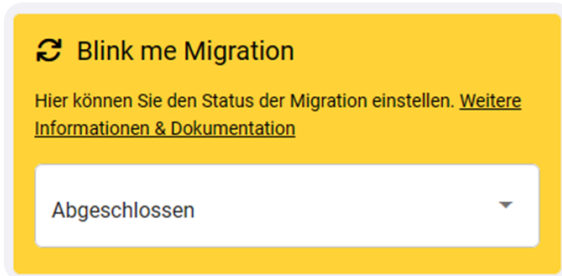 Blink me Migration
Hier können Sie den Status der Migration einstellen. Weitere
Informationen & Dokumentation
Abgeschlossen